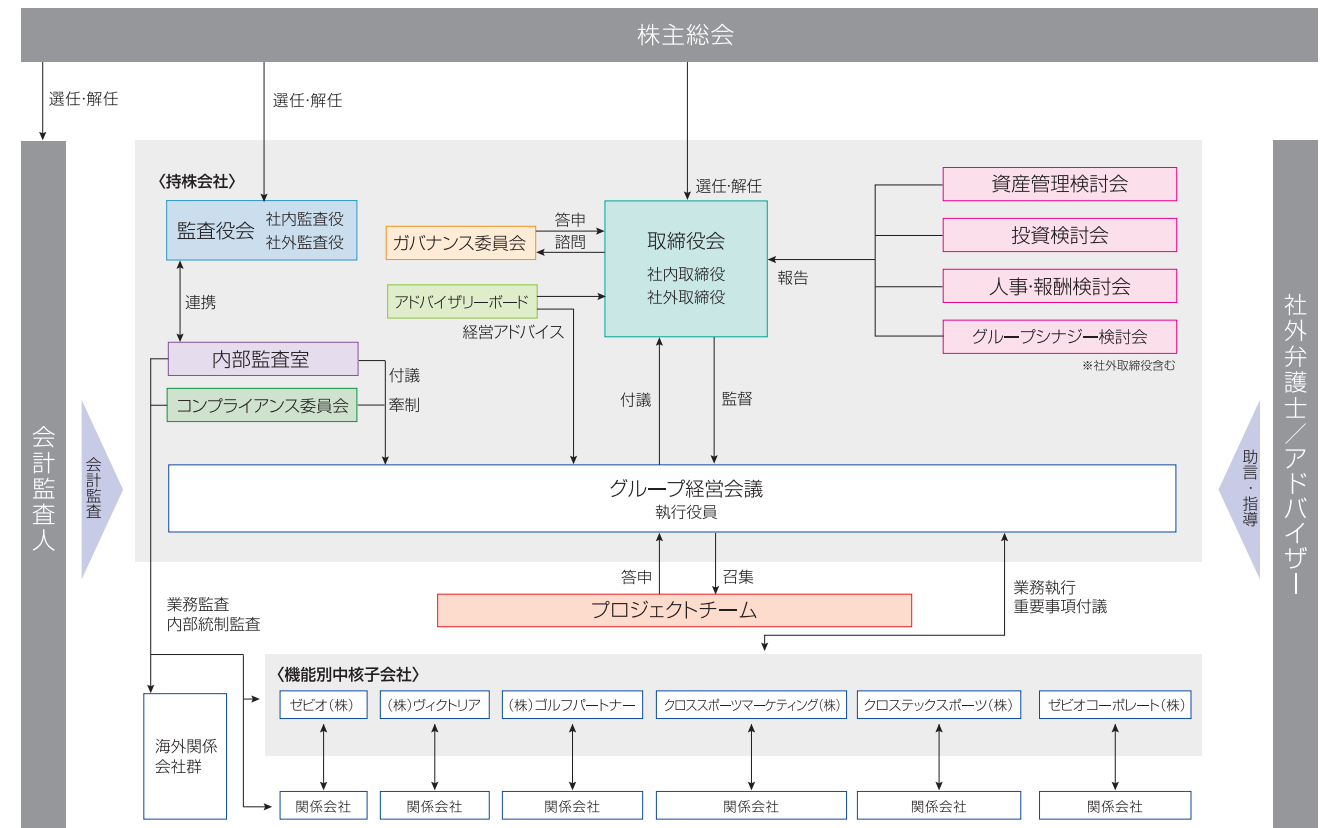 株主総会
選任・解任
選任・解任
選任・解任
〈持株会社〉
監査役会
社内監査役
社外監査役
ガバナンス委員会
答申
諮問
取締役会
社内取締役
社外取締役
報告
資産管理検討会
投資検討会
人事・報酬検討会
グループシナジー検討会
※社外取締役含む
アドバイザリーボード
経営アドバイス
連携
内部監査室
付議
コンプライアンス委員会
牽制
付議
監督
会計監査人
会計監査
社外弁護士／アドバイザー
助言・指導
グループ経営会議
執行役員
答申
召集
プロジェクトチーム
業務執行
重要事項付議
業務監査
内部統制監査
〈機能別中核子会社〉
ゼビオ（株）
（株）ヴィクトリア
（株）ゴルフパートナー
クロススポーツマーケティング（株）
クロステックスポーツ（株）
ゼビオコーポレート（株）
海外関係
会社群
関係会社
関係会社
関係会社
関係会社
関係会社
関係会社